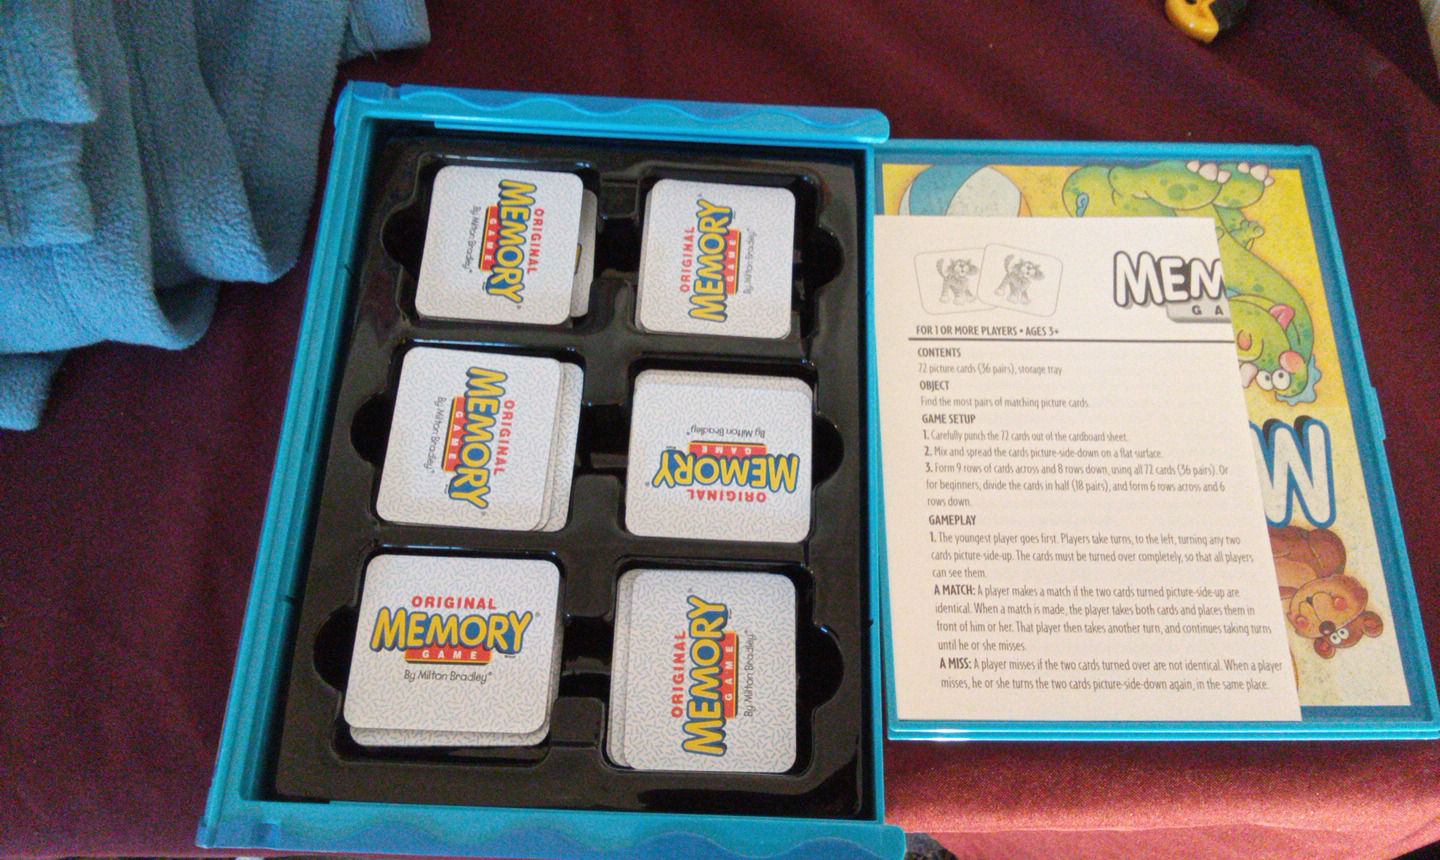 ORIGINAL
MEMORY
GAME
By Milton Bradley
ORIGINAL
MEMORY
GAME
By Milton Bradley
ORIGINAL
MEMORY
GAME
By Milton Bradley
ORIGINAL
MEMORY
GAME
By Milton Bradley
ORIGINAL
MEMORY®
GAME
By Milton Bradley
ORIGINAL
MEMORY
GAME
By Milton Bradley
MEM
GA
FOR 1 OR MORE PLAYERS • AGES 3+
CONTENTS
72 picture cards (36 pairs), storage tray
OBJECT
Find the most pairs of matching picture cards.
GAME SETUP
1. Carefully punch the 72 cards out of the cardboard sheet.
2. Mix and spread the cards picture-side-down on a flat surface.
3. Form 9 rows of cards across and 8 rows down, using all 72 cards (36 pairs). Or
for beginners, divide the cards in half (18 pairs), and form 6 rows across and 6
rows down.
GAMEPLAY
1. The youngest player goes first. Players take turns, to the left, turning any two
cards picture-side-up. The cards must be turned over completely, so that all players
can see them.
A MATCH: A player makes a match if the two cards turned picture-side-up are
identical. When a match is made, the player takes both cards and places them in
front of him or her. That player then takes another turn, and continues taking turns
until he or she misses.
A MISS: A player misses if the two cards turned over are not identical. When a player
misses, he or she turns the two cards picture-side-down again, in the same place.